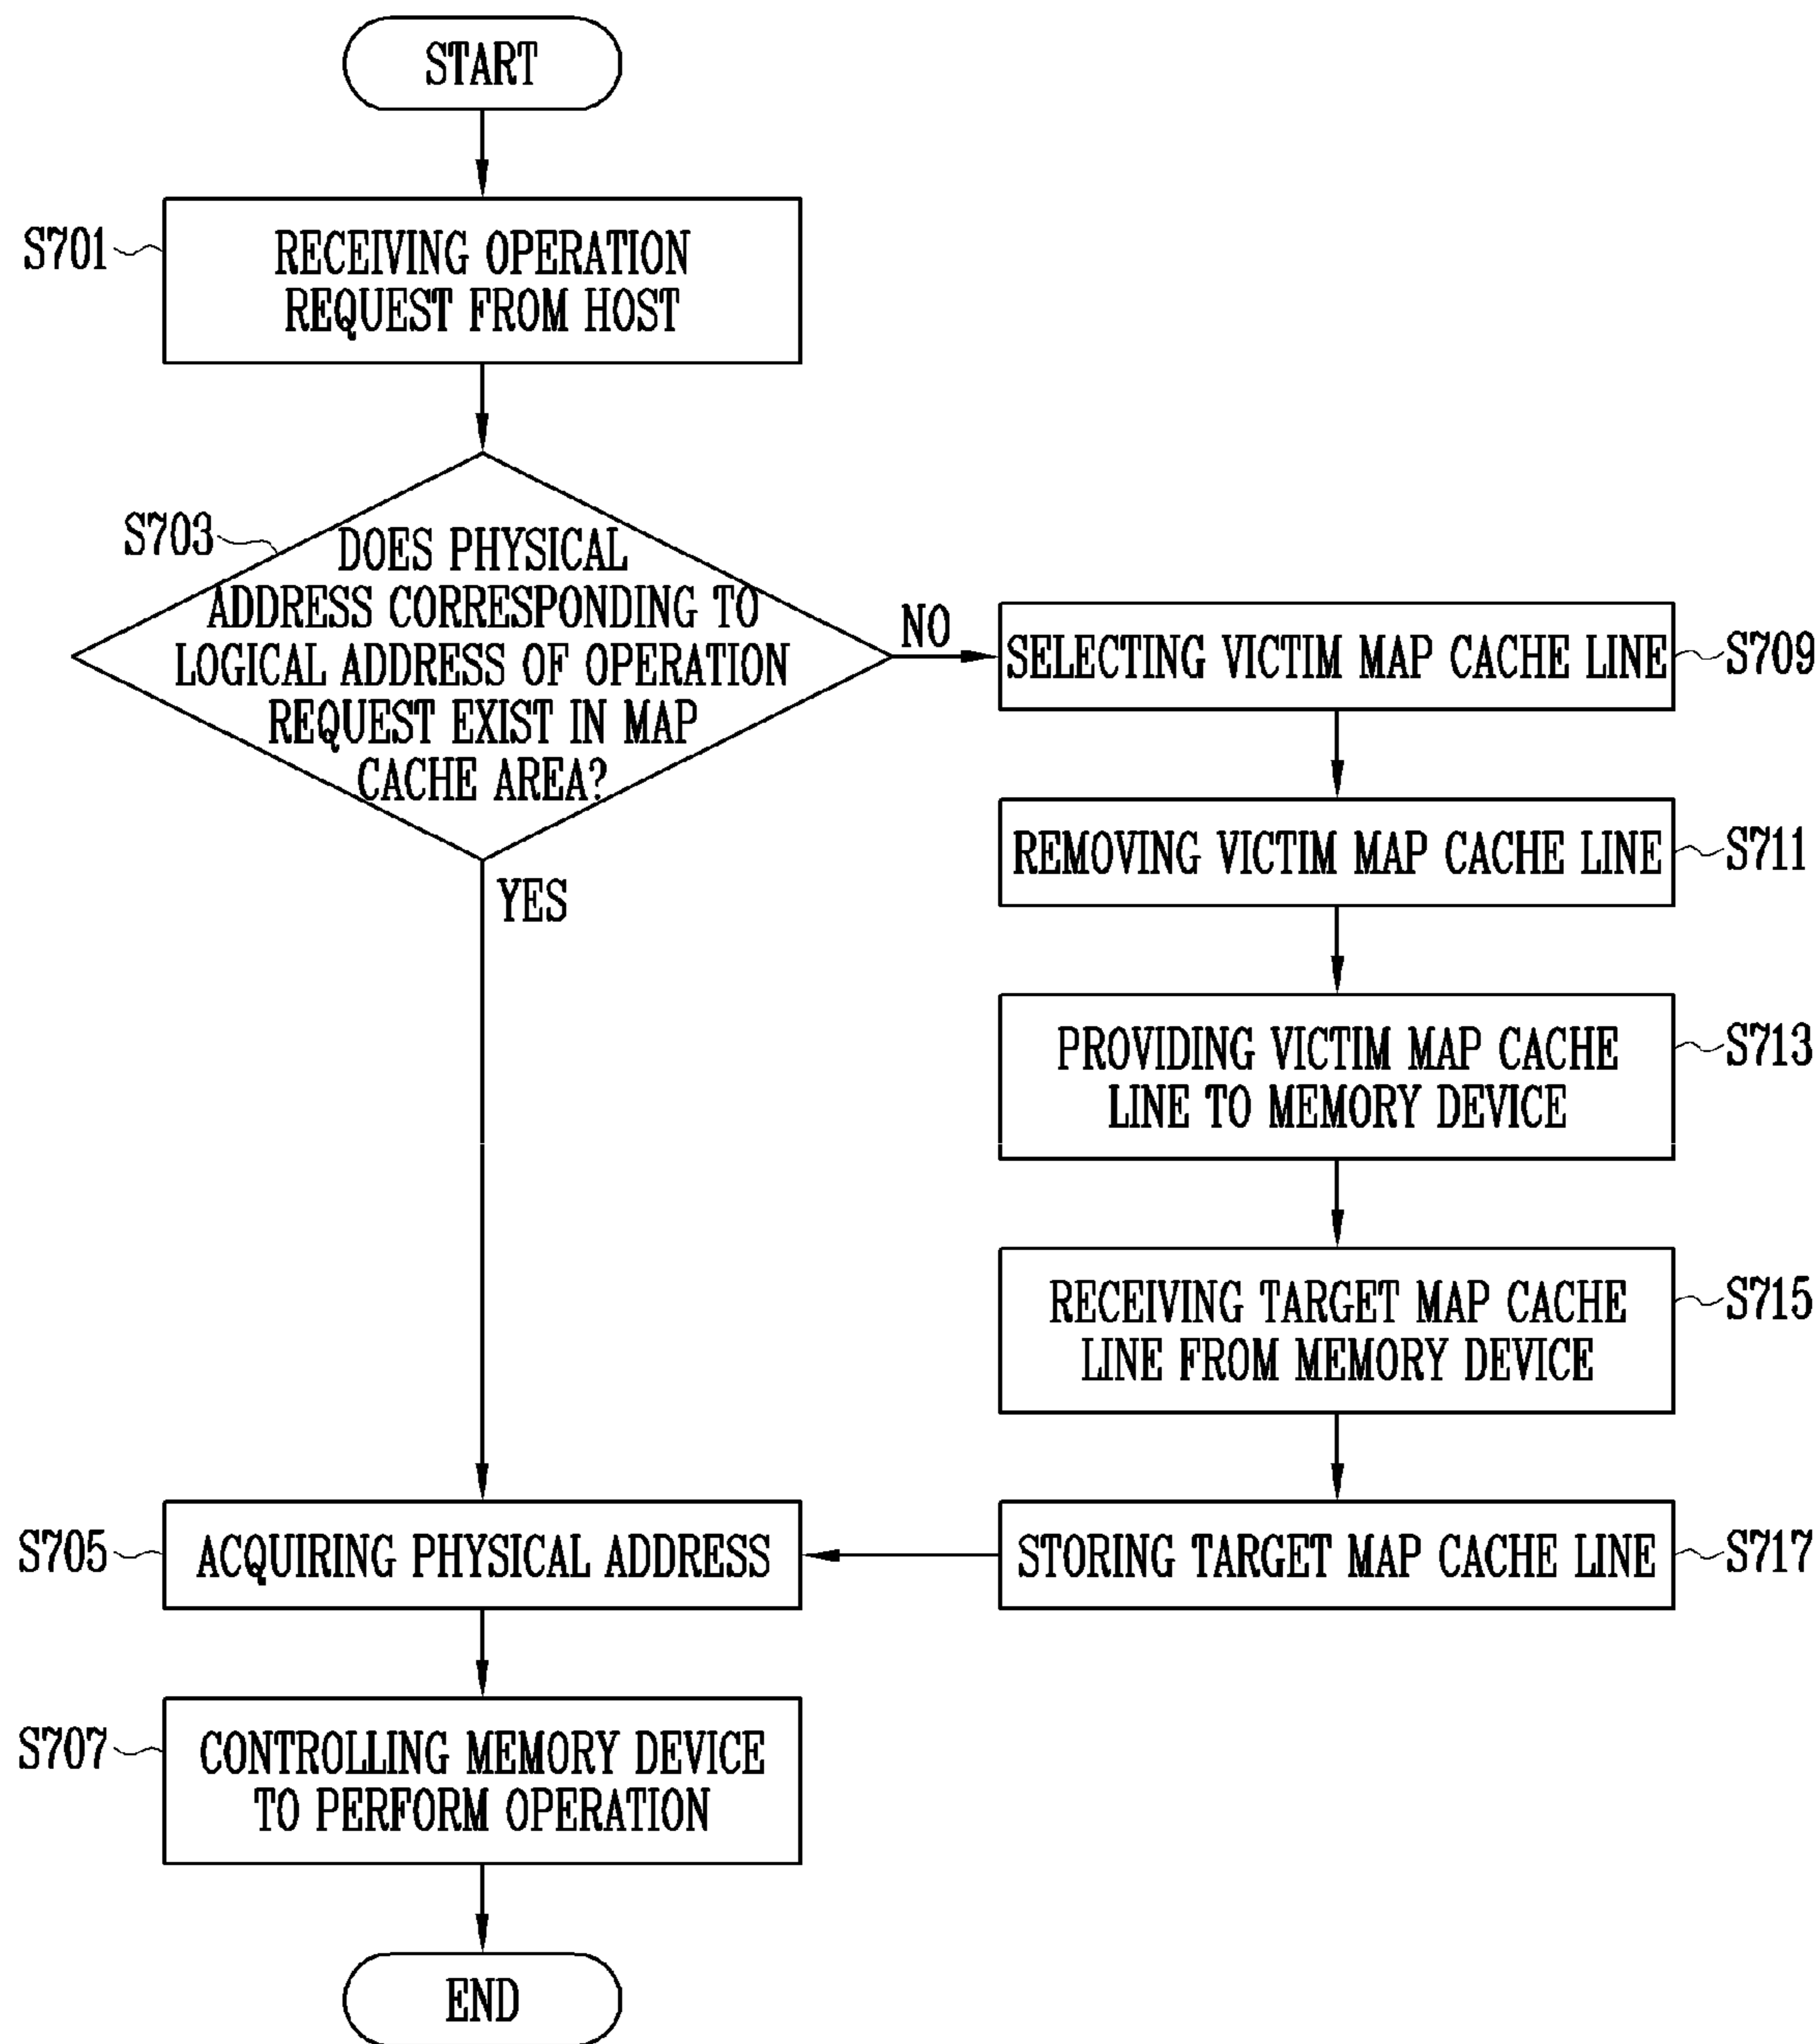 START
S701
RECEIVING OPERATION
REQUEST FROM HOST
S703
DOES PHYSICAL
ADDRESS CORRESPONDING TO
LOGICAL ADDRESS OF OPERATION
REQUEST EXIST IN MAP
CACHE AREA?
NO
YES
SELECTING VICTIM MAP CACHE LINE
S709
REMOVING VICTIM MAP CACHE LINE
S711
PROVIDING VICTIM MAP CACHE
LINE TO MEMORY DEVICE
S713
RECEIVING TARGET MAP CACHE
LINE FROM MEMORY DEVICE
S715
STORING TARGET MAP CACHE LINE
S717
S705
ACQUIRING PHYSICAL ADDRESS
S707
CONTROLLING MEMORY DEVICE
TO PERFORM OPERATION
END